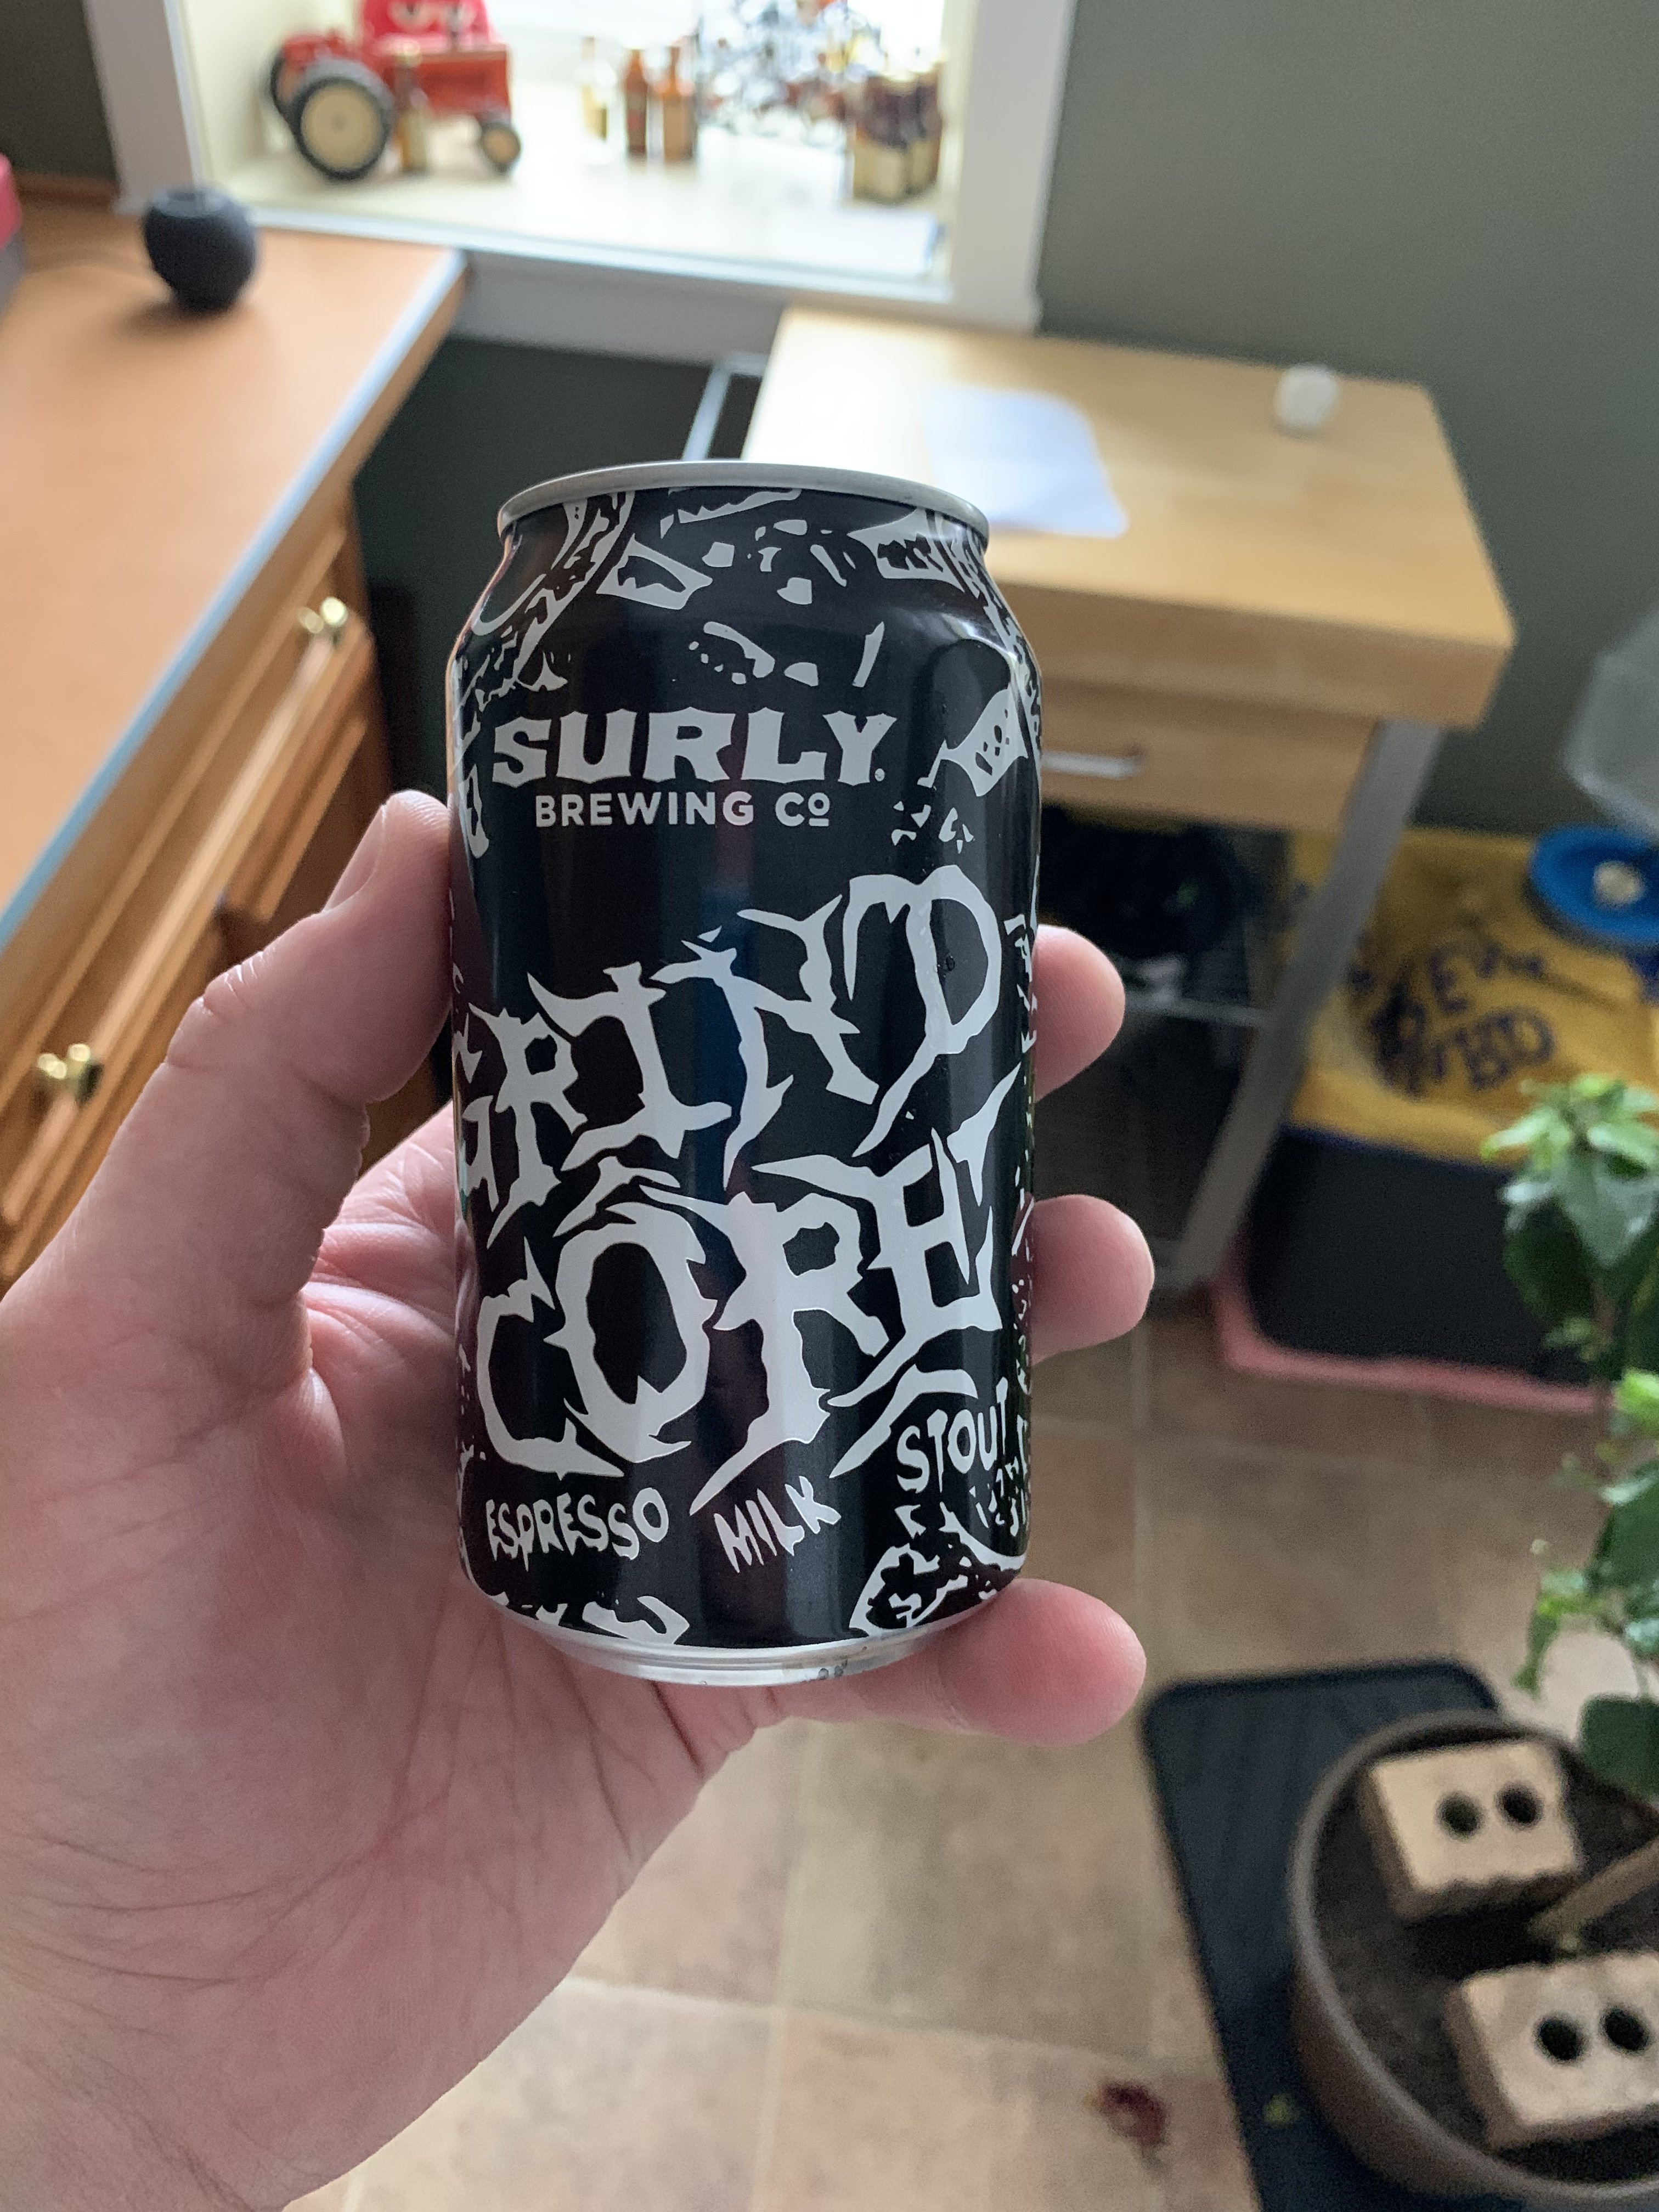 SURLY
BREWING Cº
GRIND
CORE
STOUT
ESPRESSO MILK